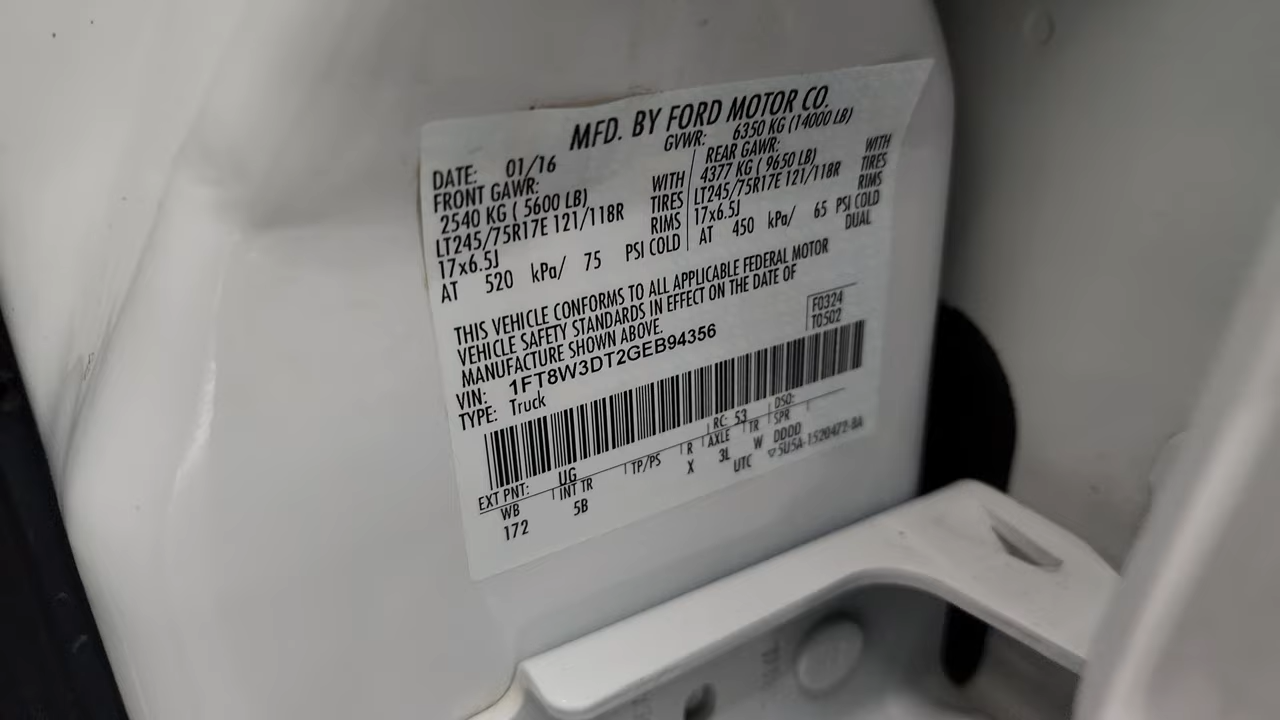 MFD. BY FORD MOTOR CO.
DATE: 01/16 GVWR: 6350 KG (14000 LB)
FRONT GAWR: REAR GAWR:
2540 KG ( 5600 LB) WITH 4377 KG ( 9650 LB) WITH
LT245/75R17E 121/118R TIRES LT245/75R17E 121/118R TIRES
17x6.5J RIMS 17x6.5J RIMS
AT 520 kPa/ 75 PSI COLD AT 450 kPa/ 65 PSI COLD
DUAL
THIS VEHICLE CONFORMS TO ALL APPLICABLE FEDERAL MOTOR
VEHICLE SAFETY STANDARDS IN EFFECT ON THE DATE OF
MANUFACTURE SHOWN ABOVE.
F0324
T0502
VIN: 1FT8W3DT2GEB94356
TYPE: Truck
EXT PNT: UG RC: 53 DSO:
WB INT TR TP/PS R AXLE TR SPR
172 5B X 3L W DDDD
UTC ▽5U5A-1520472-BA